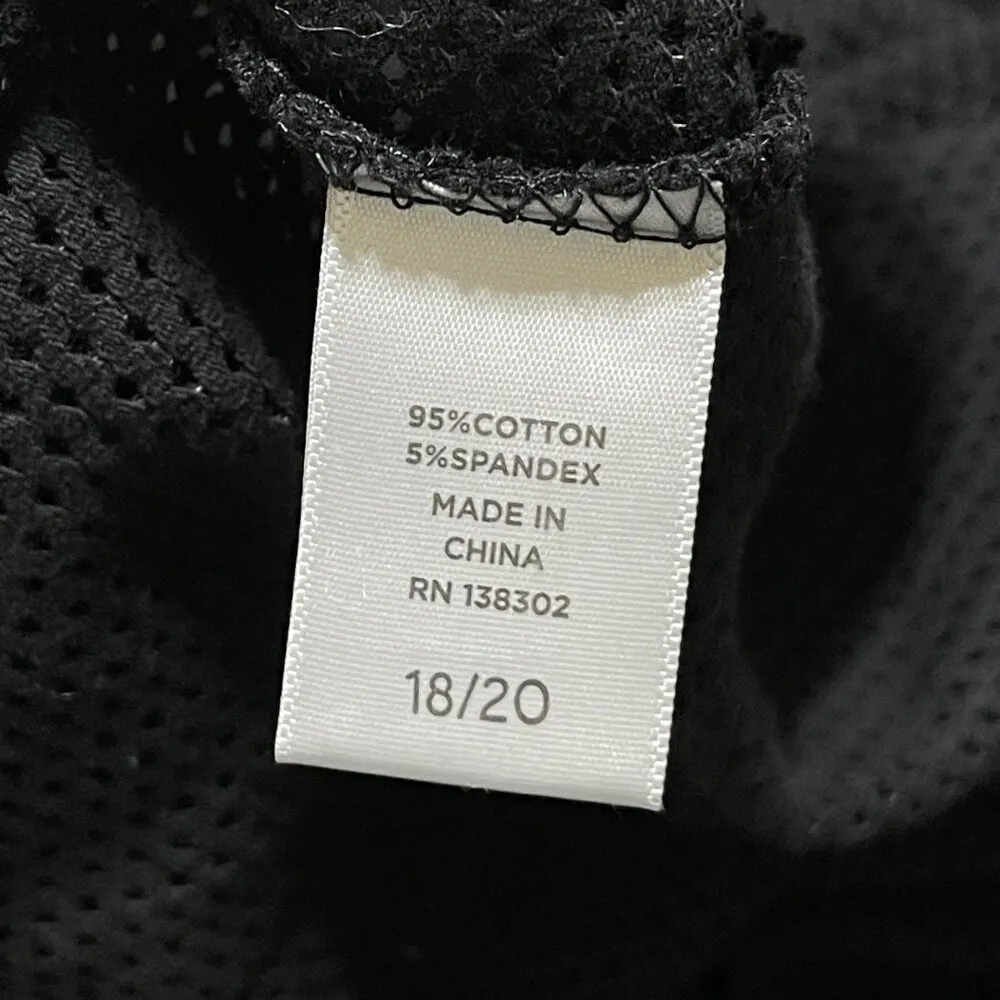 95%COTTON
5%SPANDEX
MADE IN
CHINA
RN 138302
18/20